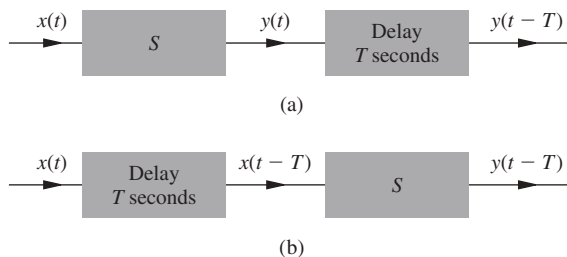 x(t) S y(t) Delay T seconds y(t − T)
(a)
x(t) Delay T seconds x(t − T) S y(t − T)
(b)